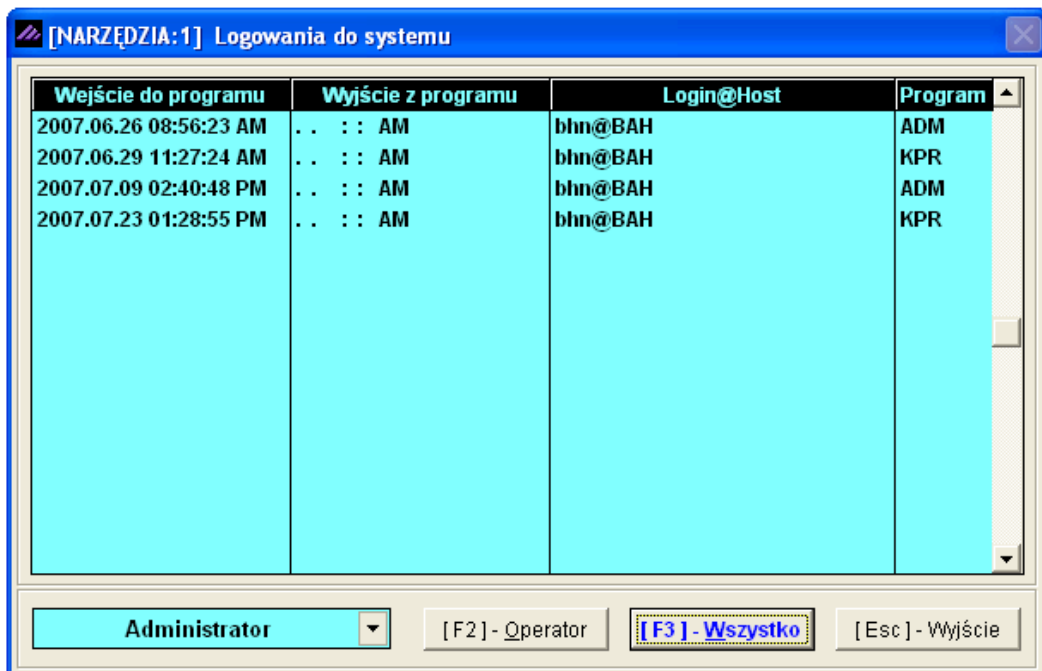 [NARZĘDZIA:1] Logowania do systemu
Wejście do programu Wyjście z programu Login@Host Program
2007.06.26 08:56:23 AM . . : : AM bhn@BAH ADM
2007.06.29 11:27:24 AM . . : : AM bhn@BAH KPR
2007.07.09 02:40:48 PM . . : : AM bhn@BAH ADM
2007.07.23 01:28:55 PM . . : : AM bhn@BAH KPR
Administrator [ F2 ] - Operator [ F3 ] - Wszystko [ Esc ] - Wyjście